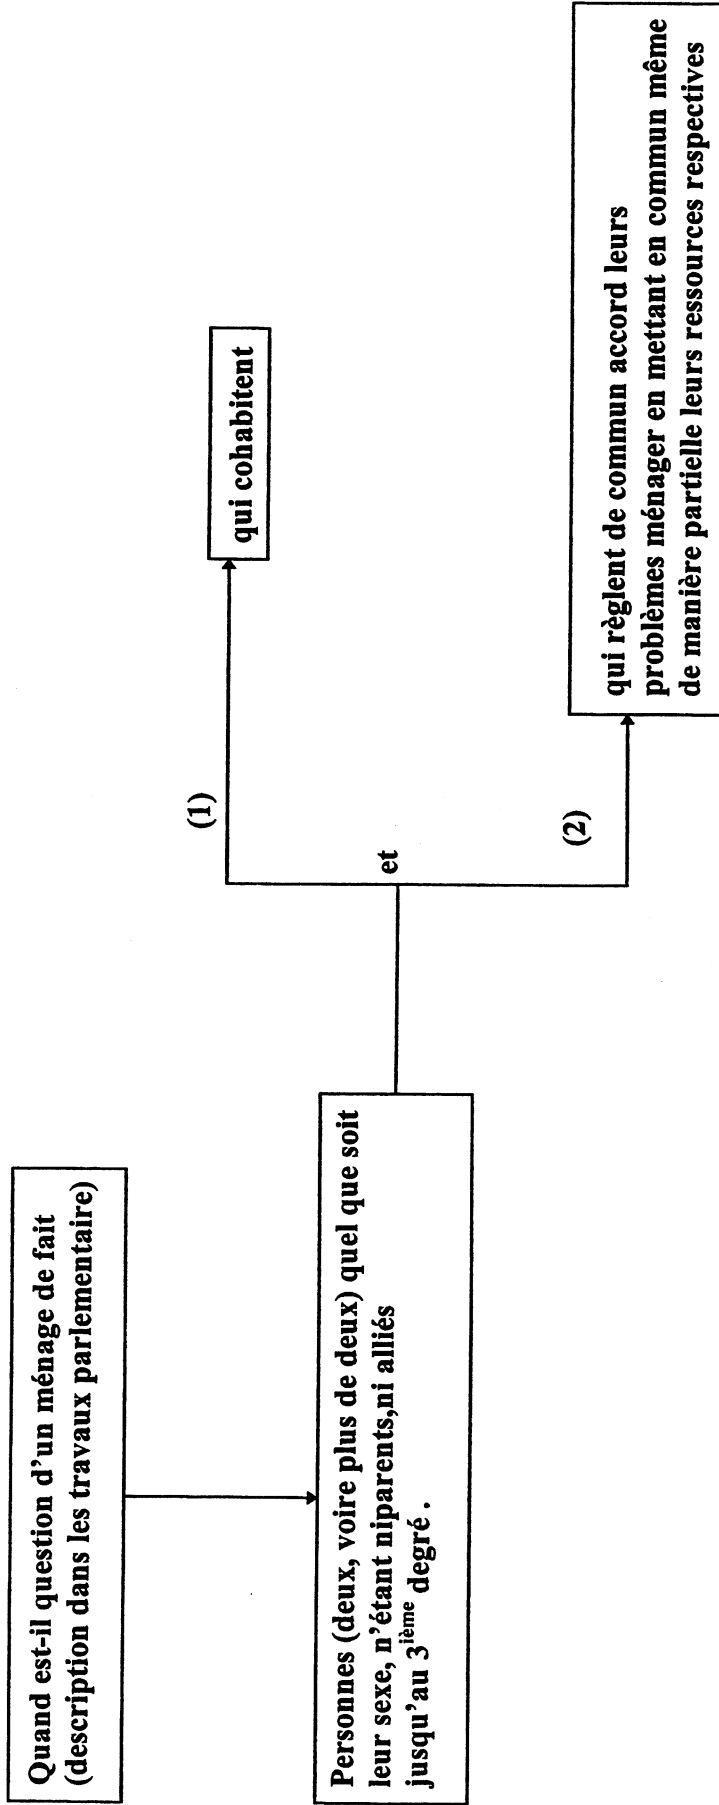 Quand est-il question d'un ménage de fait
(description dans les travaux parlementaire)
Personnes (deux, voire plus de deux) quel que soit
leur sexe, n'étant niparents,ni alliés
jusqu'au 3ième degré .
et
(1)
qui cohabitent
(2)
qui règlent de commun accord leurs
problèmes ménager en mettant en commun même
de manière partielle leurs ressources respectives